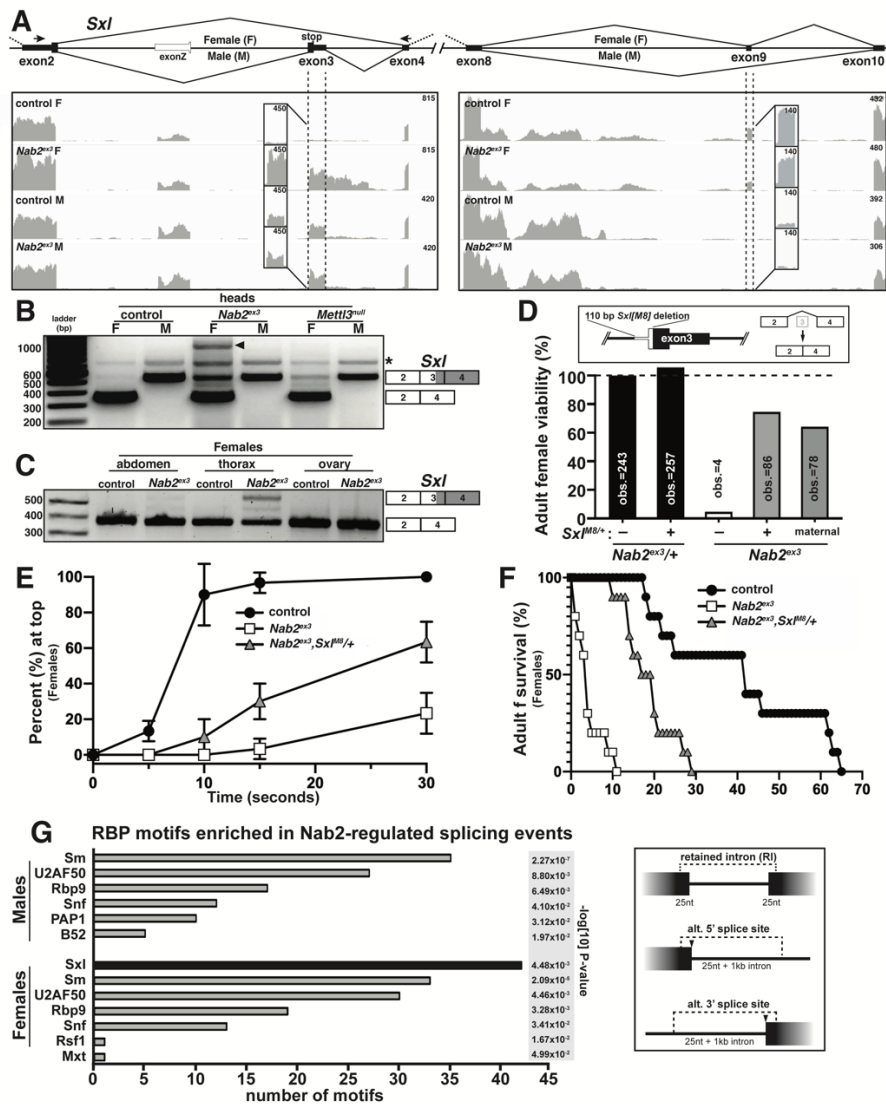 A
Sxl
Female (F)
stop
Female (F)
exon2
exonZ
Male (M)
exon3
exon4
exon8
Male (M)
exon9
exon10
control F
815
450
control F
432
140
Nab2ex3 F
815
450
Nab2ex3 F
480
140
control M
420
450
control M
392
140
Nab2ex3 M
420
450
Nab2ex3 M
306
140
B
heads
ladder
(bp)
control
Nab2ex3
Mettl3null
F M F M F M
1000
*
Sxl
600
500
400
300
200
2 3 4
2 4
C
Females
abdomen thorax ovary
control Nab2ex3 control Nab2ex3 control Nab2ex3
Sxl
500
400
300
2 3 4
2 4
D
110 bp Sxl[M8] deletion
exon3
2 3 4
2 4
Adult female viability (%)
100
80
60
40
20
0
obs.=243
obs.=257
obs.=4
obs.=86
obs.=78
SxlM8/+ : – + – + maternal
Nab2ex3/+ Nab2ex3
E
Percent (%) at top
(Females)
100
80
60
40
20
0
control
Nab2ex3
Nab2ex3,SxlM8/+
0 10 20 30
Time (seconds)
F
Adult f survival (%)
(Females)
100
50
0
control
Nab2ex3
Nab2ex3,SxlM8/+
0 10 20 30 40 50 60 70
G RBP motifs enriched in Nab2-regulated splicing events
Males
Sm 2.27x10-7
U2AF50 8.80x10-3
Rbp9 6.49x10-3
Snf 4.10x10-2
PAP1 3.12x10-2
B52 1.97x10-2
Females
Sxl 4.48x10-3
Sm 2.09x10-6
U2AF50 4.46x10-3
Rbp9 3.28x10-3
Snf 3.41x10-2
Rsf1 1.67x10-2
Mxt 4.99x10-2
-log[10] P-value
0 5 10 15 20 25 30 35 40 45
number of motifs
retained intron (RI)
25nt 25nt
alt. 5' splice site
25nt + 1kb intron
alt. 3' splice site
25nt + 1kb intron